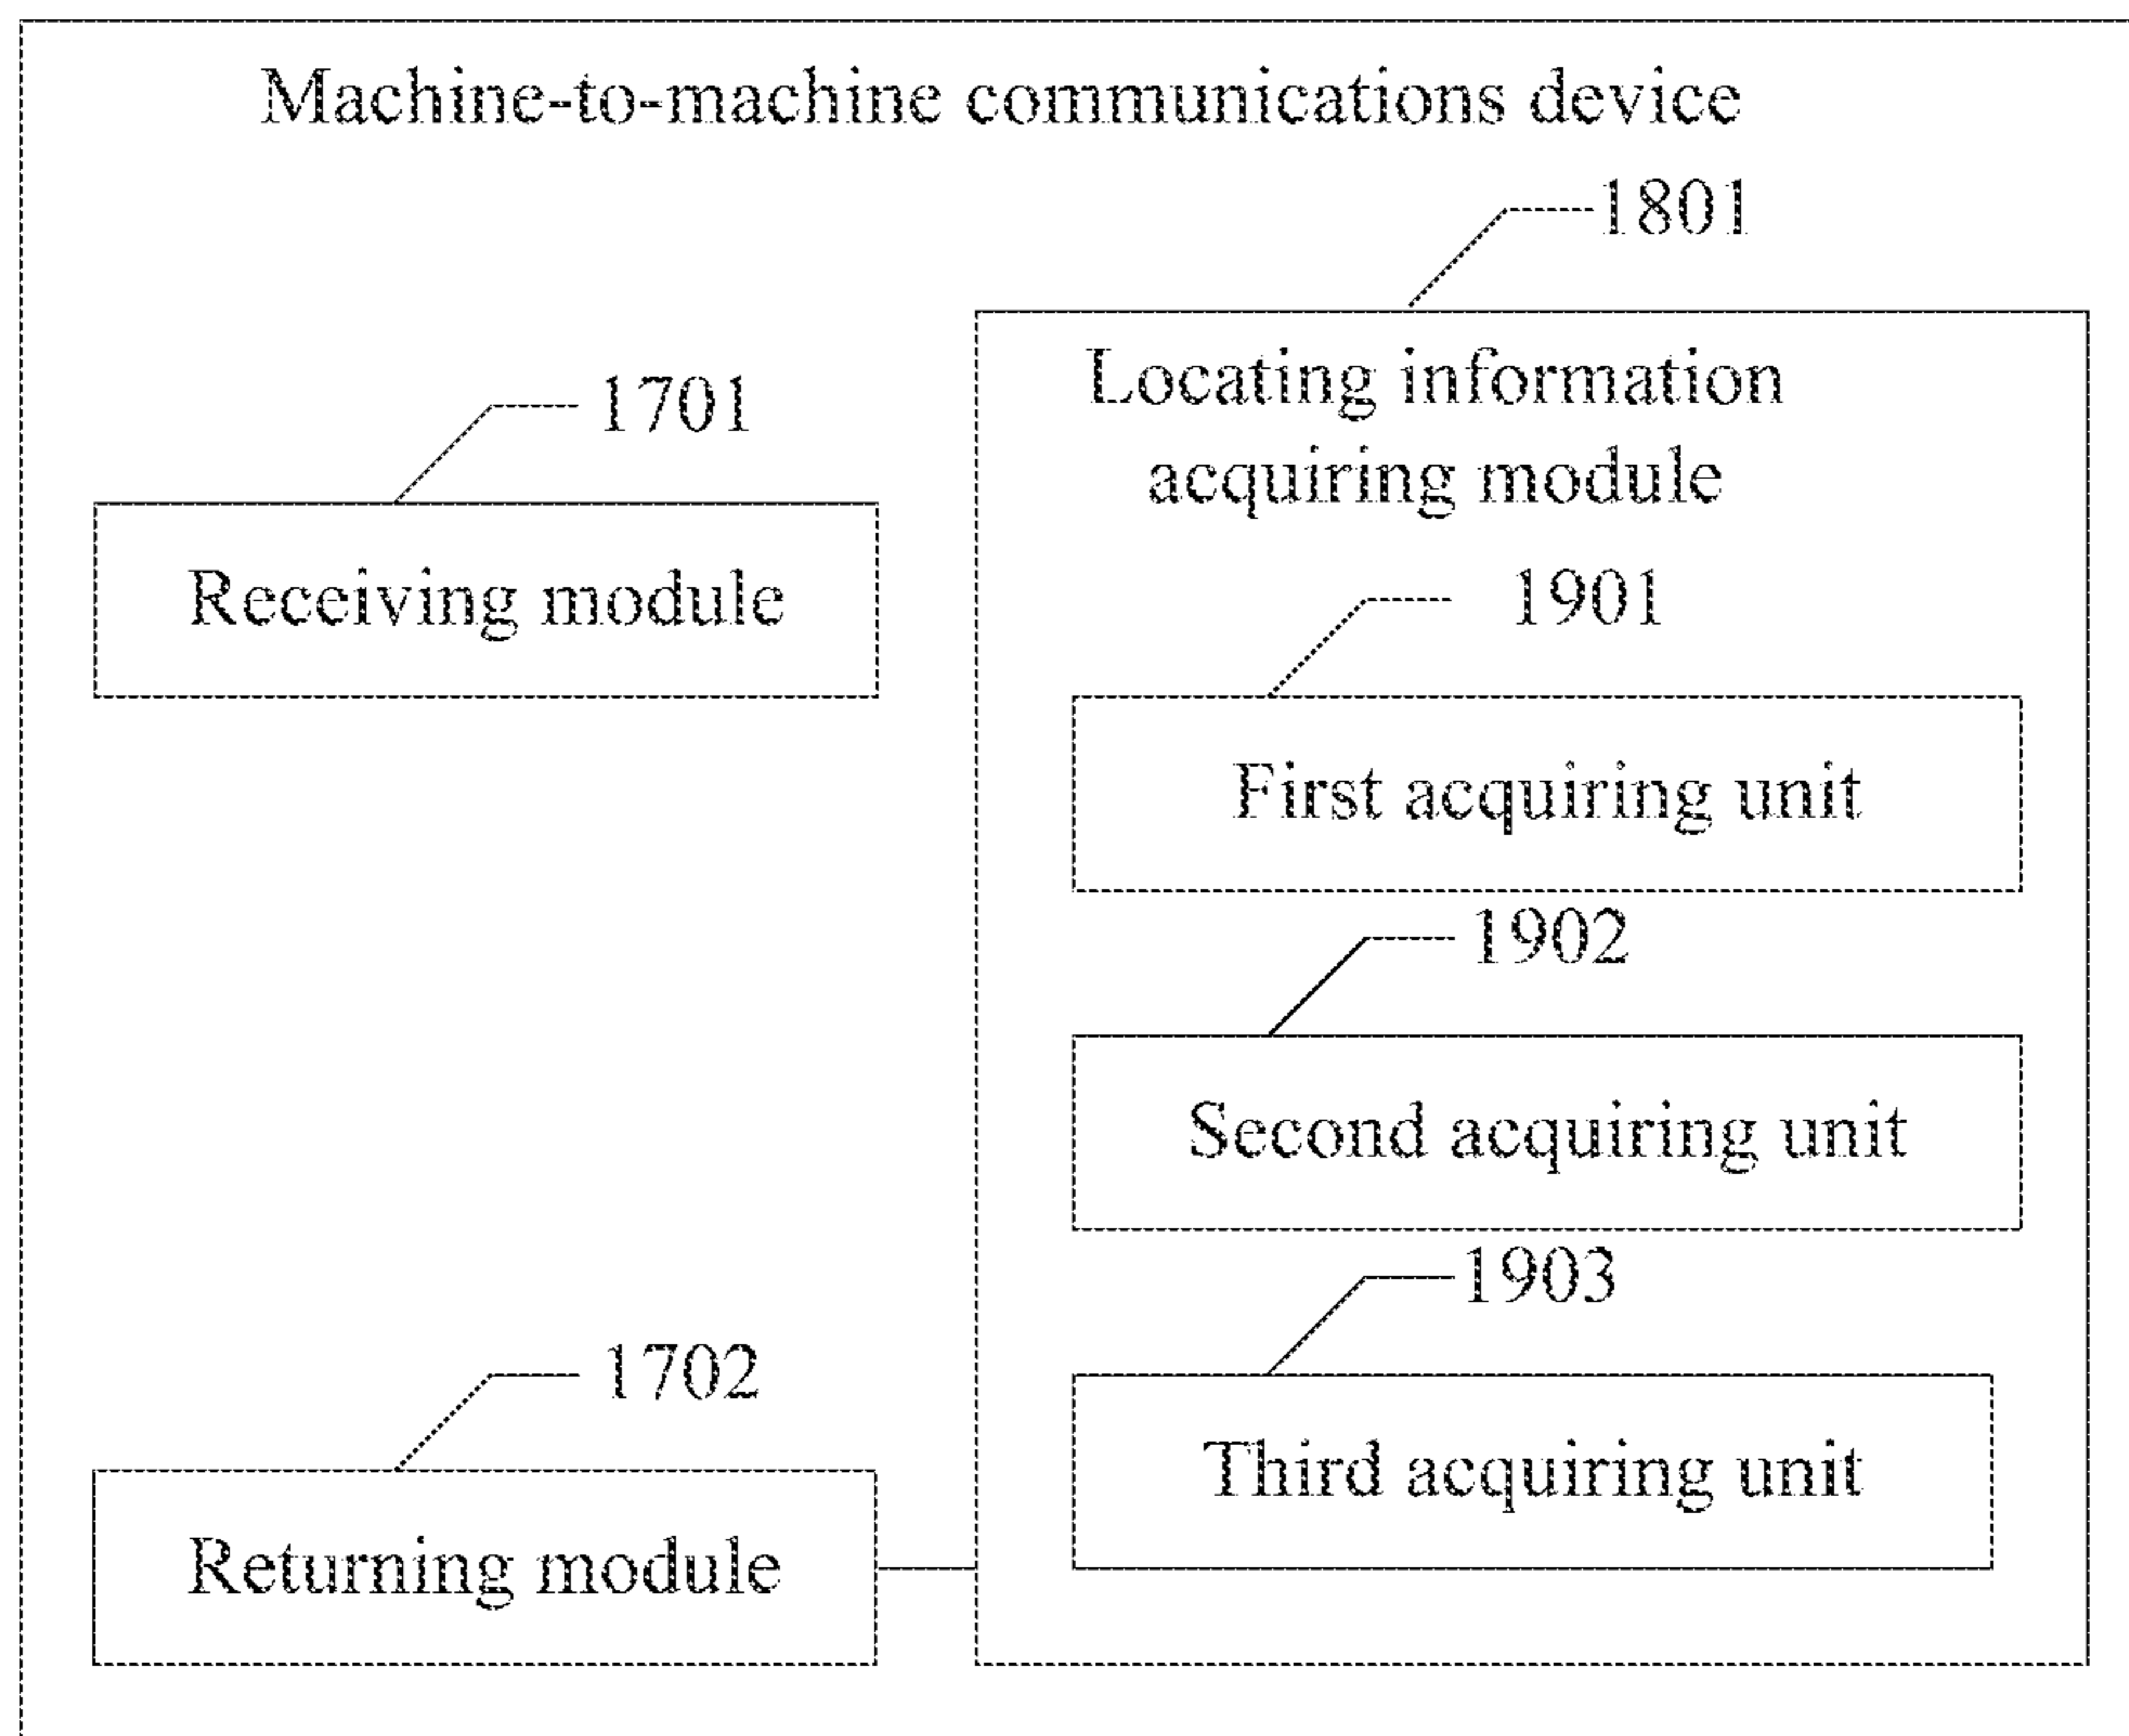 Machine-to-machine communications device
1801
Locating information
acquiring module
1701
Receiving module
1901
First acquiring unit
1902
Second acquiring unit
1903
Third acquiring unit
1702
Returning module